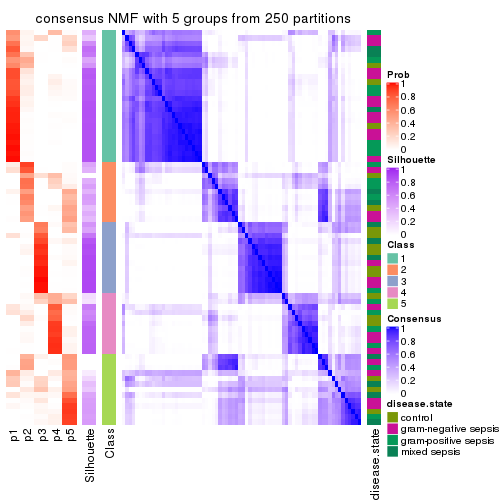 consensus NMF with 5 groups from 250 partitions
Prob
1
0.8
0.6
0.4
0.2
0
Silhouette
1
0.8
0.6
0.4
0.2
0
Class
1
2
3
4
5
Consensus
1
0.8
0.6
0.4
0.2
0
disease.state
control
gram-negative sepsis
gram-positive sepsis
mixed sepsis
p1
p2
p3
p4
p5
Silhouette
Class
disease.state